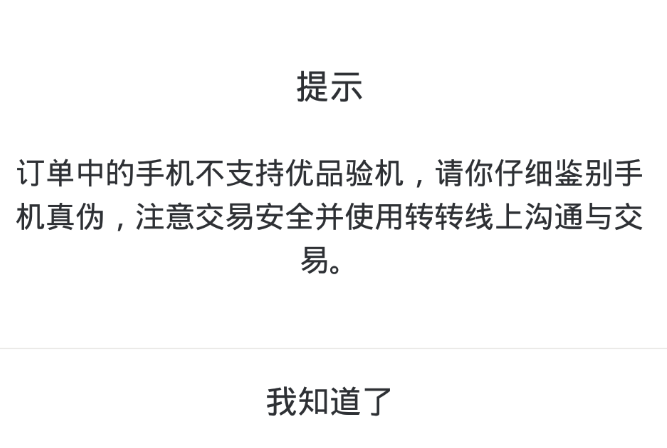 提示
订单中的手机不支持优品验机，请你仔细鉴别手
机真伪，注意交易安全并使用转转线上沟通与交
易。
我知道了